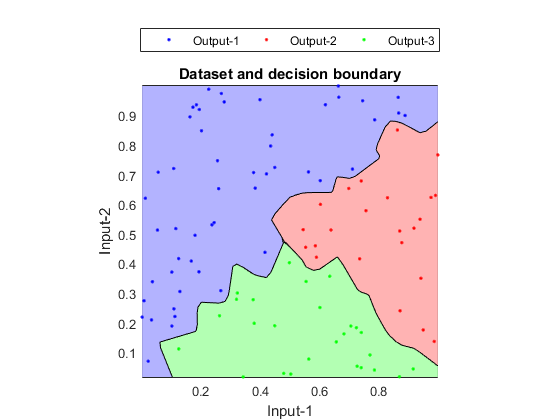 Output-1 Output-2 Output-3
Dataset and decision boundary
0.9
0.8
0.7
0.6
0.5
0.4
0.3
0.2
0.1
Input-2
0.2 0.4 0.6 0.8
Input-1